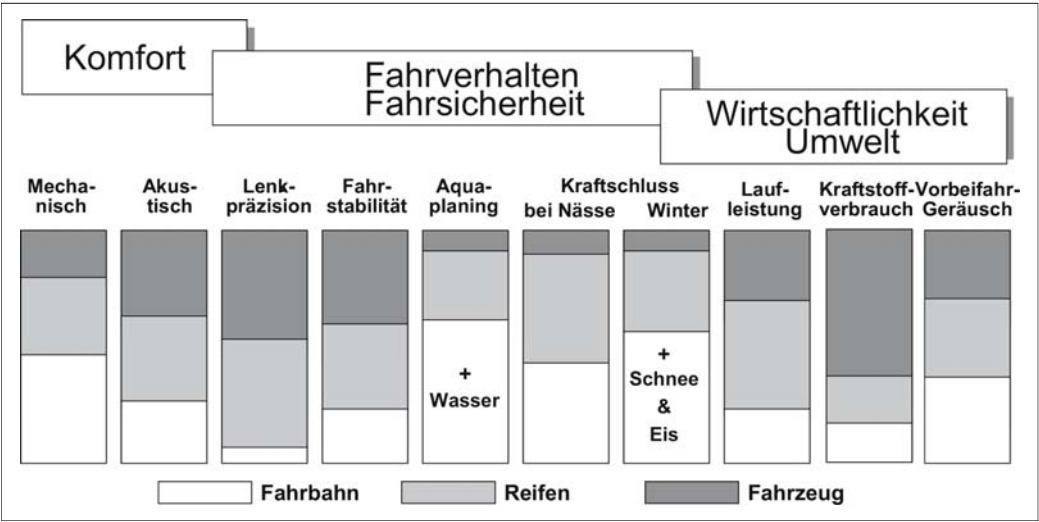 Komfort
Fahrverhalten
Fahrsicherheit
Wirtschaftlichkeit
Umwelt
Mecha-
nisch
Akus-
tisch
Lenk-
präzision
Fahr-
stabilität
Aqua-
planing
Kraftschluss
bei Nässe Winter
Lauf-
leistung
Kraftstoff-
verbrauch
Vorbeifahr-
Geräusch
+
Wasser
+
Schnee
&
Eis
Fahrbahn Reifen Fahrzeug